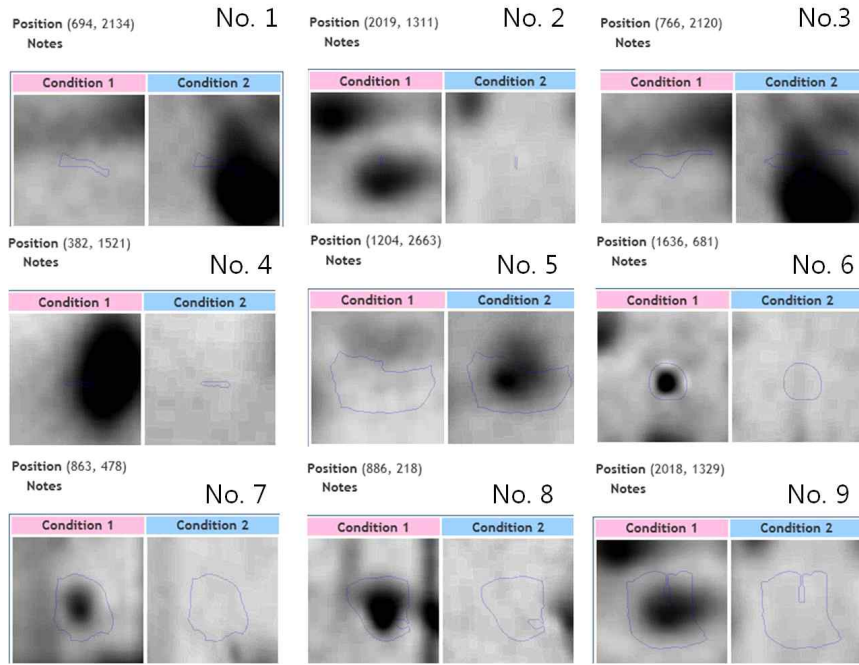 Position (694, 2134) No. 1
Notes
Condition 1 Condition 2
Position (2019, 1311) No. 2
Notes
Condition 1 Condition 2
Position (766, 2120) No.3
Notes
Condition 1 Condition 2
Position (382, 1521) No. 4
Notes
Condition 1 Condition 2
Position (1204, 2663) No. 5
Notes
Condition 1 Condition 2
Position (1636, 681) No. 6
Notes
Condition 1 Condition 2
Position (863, 478) No. 7
Notes
Condition 1 Condition 2
Position (886, 218) No. 8
Notes
Condition 1 Condition 2
Position (2018, 1329) No. 9
Notes
Condition 1 Condition 2